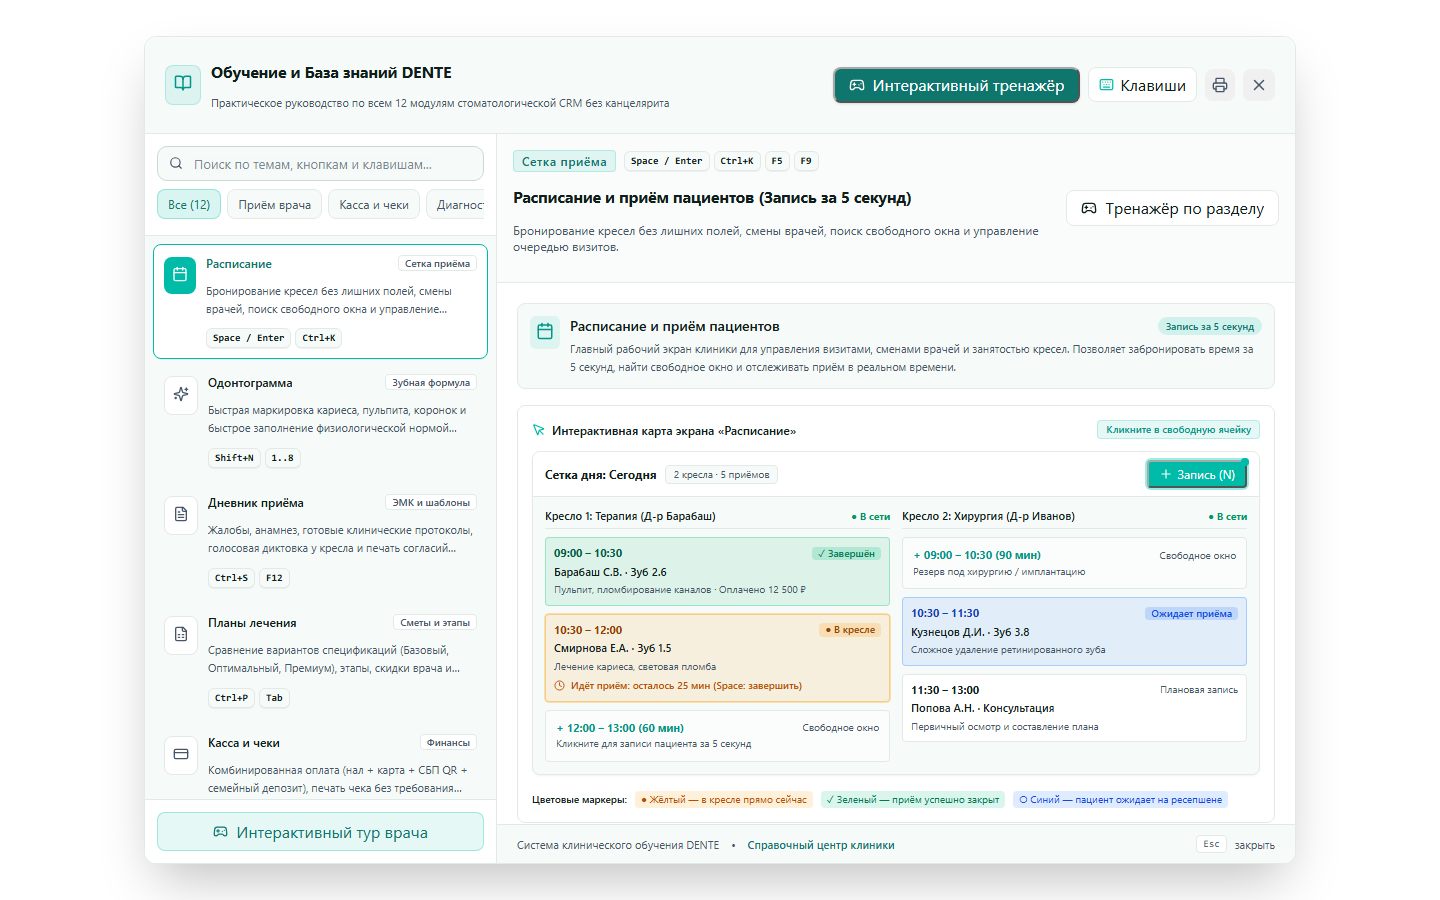 Обучение и База знаний DENTE
Практическое руководство по всем 12 модулям стоматологической CRM без канцелярита
Интерактивный тренажёр
Клавиши
Поиск по темам, кнопкам и клавишам...
Все (12)
Приём врача
Касса и чеки
Диагнос
Расписание
Сетка приёма
Бронирование кресел без лишних полей, смены
врачей, поиск свободного окна и управление...
Space / Enter
Ctrl+K
Одонтограмма
Зубная формула
Быстрая маркировка кариеса, пульпита, коронок и
быстрое заполнение физиологической нормой...
Shift+N
1..8
Дневник приёма
ЭМК и шаблоны
Жалобы, анамнез, готовые клинические протоколы,
голосовая диктовка у кресла и печать согласий...
Ctrl+S
F12
Планы лечения
Сметы и этапы
Сравнение вариантов спецификаций (Базовый,
Оптимальный, Премиум), этапы, скидки врача и...
Ctrl+P
Tab
Касса и чеки
Финансы
Комбинированная оплата (нал + карта + СБП QR +
семейный депозит), печать чека без требования...
Интерактивный тур врача
Сетка приёма
Space / Enter
Ctrl+K
F5
F9
Расписание и приём пациентов (Запись за 5 секунд)
Тренажёр по разделу
Бронирование кресел без лишних полей, смены врачей, поиск свободного окна и управление
очередью визитов.
Расписание и приём пациентов
Запись за 5 секунд
Главный рабочий экран клиники для управления визитами, сменами врачей и занятостью кресел. Позволяет забронировать время за
5 секунд, найти свободное окно и отслеживать приём в реальном времени.
Интерактивная карта экрана «Расписание»
Кликните в свободную ячейку
Сетка дня: Сегодня
2 кресла · 5 приёмов
+ Запись (N)
Кресло 1: Терапия (Д-р Барабаш)
● В сети
09:00 – 10:30
✓ Завершён
Барабаш С.В. · Зуб 2.6
Пульпит, пломбирование каналов · Оплачено 12 500 ₽
10:30 – 12:00
● В кресле
Смирнова Е.А. · Зуб 1.5
Лечение кариеса, световая пломба
Идёт приём: осталось 25 мин (Space: завершить)
+ 12:00 – 13:00 (60 мин)
Свободное окно
Кликните для записи пациента за 5 секунд
Кресло 2: Хирургия (Д-р Иванов)
● В сети
+ 09:00 – 10:30 (90 мин)
Свободное окно
Резерв под хирургию / имплантацию
10:30 – 11:30
Ожидает приёма
Кузнецов Д.И. · Зуб 3.8
Сложное удаление ретинированного зуба
11:30 – 13:00
Плановая запись
Попова А.Н. · Консультация
Первичный осмотр и составление плана
Цветовые маркеры:
● Жёлтый — в кресле прямо сейчас
✓ Зеленый — приём успешно закрыт
○ Синий — пациент ожидает на ресепшене
Система клинического обучения DENTE • Справочный центр клиники
Esc закрыть